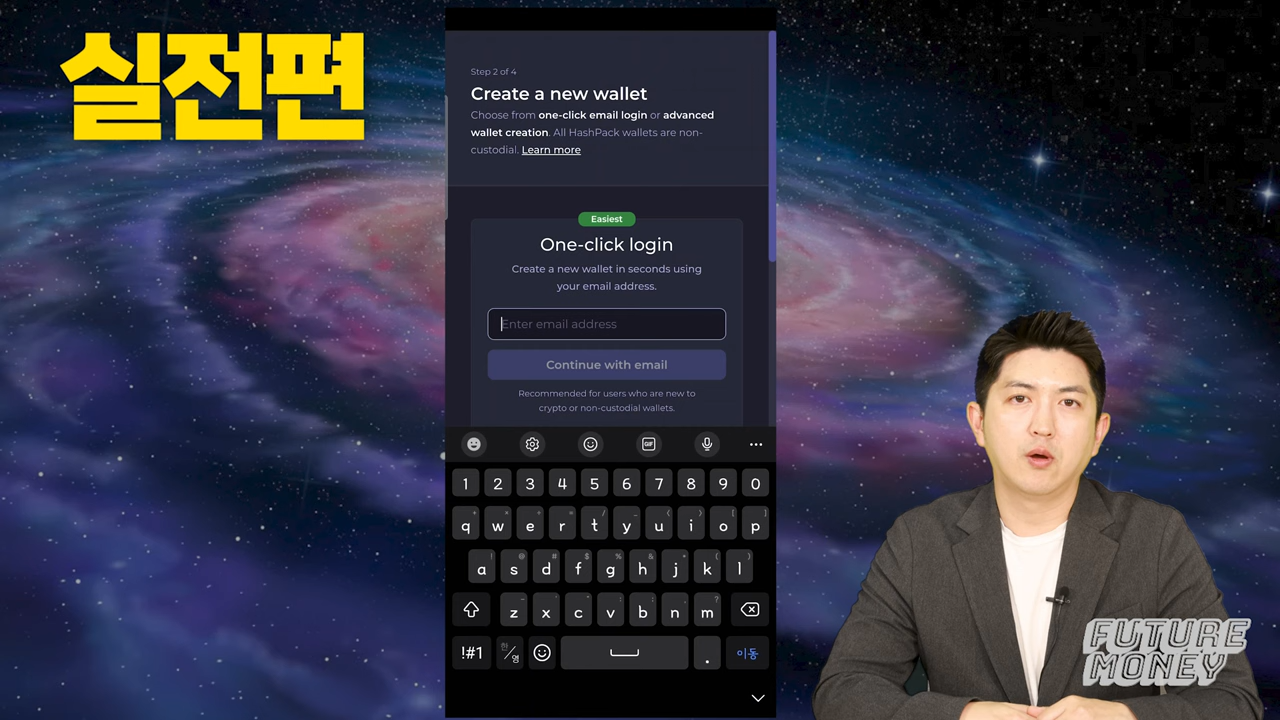 실전편
Step 2 of 4
Create a new wallet
Choose from one-click email login or advanced
wallet creation. All HashPack wallets are non-
custodial. Learn more
Easiest
One-click login
Create a new wallet in seconds using
your email address.
Enter email address
Continue with email
Recommended for users who are new to
crypto or non-custodial wallets.
GIF
1 2 3 4 5 6 7 8 9 0
q w e r t y u i o p
a s d f g h j k l
z x c v b n m
!#1 한/영 . 이동
FUTURE
MONEY